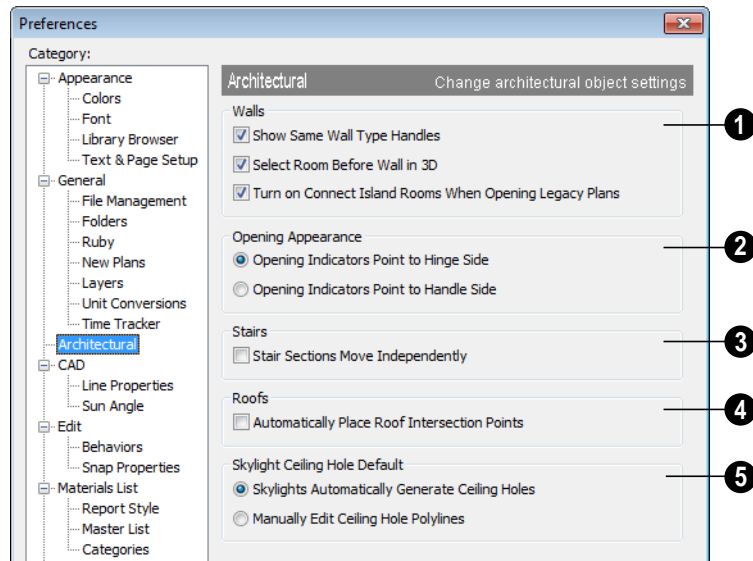 Preferences
Category:
Appearance
Colors
Font
Library Browser
Text & Page Setup
General
File Management
Folders
Ruby
New Plans
Layers
Unit Conversions
Time Tracker
Architectural
CAD
Line Properties
Sun Angle
Edit
Behaviors
Snap Properties
Materials List
Report Style
Master List
Categories
Architectural Change architectural object settings
Walls
1
Show Same Wall Type Handles
Select Room Before Wall in 3D
Turn on Connect Island Rooms When Opening Legacy Plans
Opening Appearance
2
Opening Indicators Point to Hinge Side
Opening Indicators Point to Handle Side
Stairs
3
Stair Sections Move Independently
Roofs
4
Automatically Place Roof Intersection Points
Skylight Ceiling Hole Default
5
Skylights Automatically Generate Ceiling Holes
Manually Edit Ceiling Hole Polylines